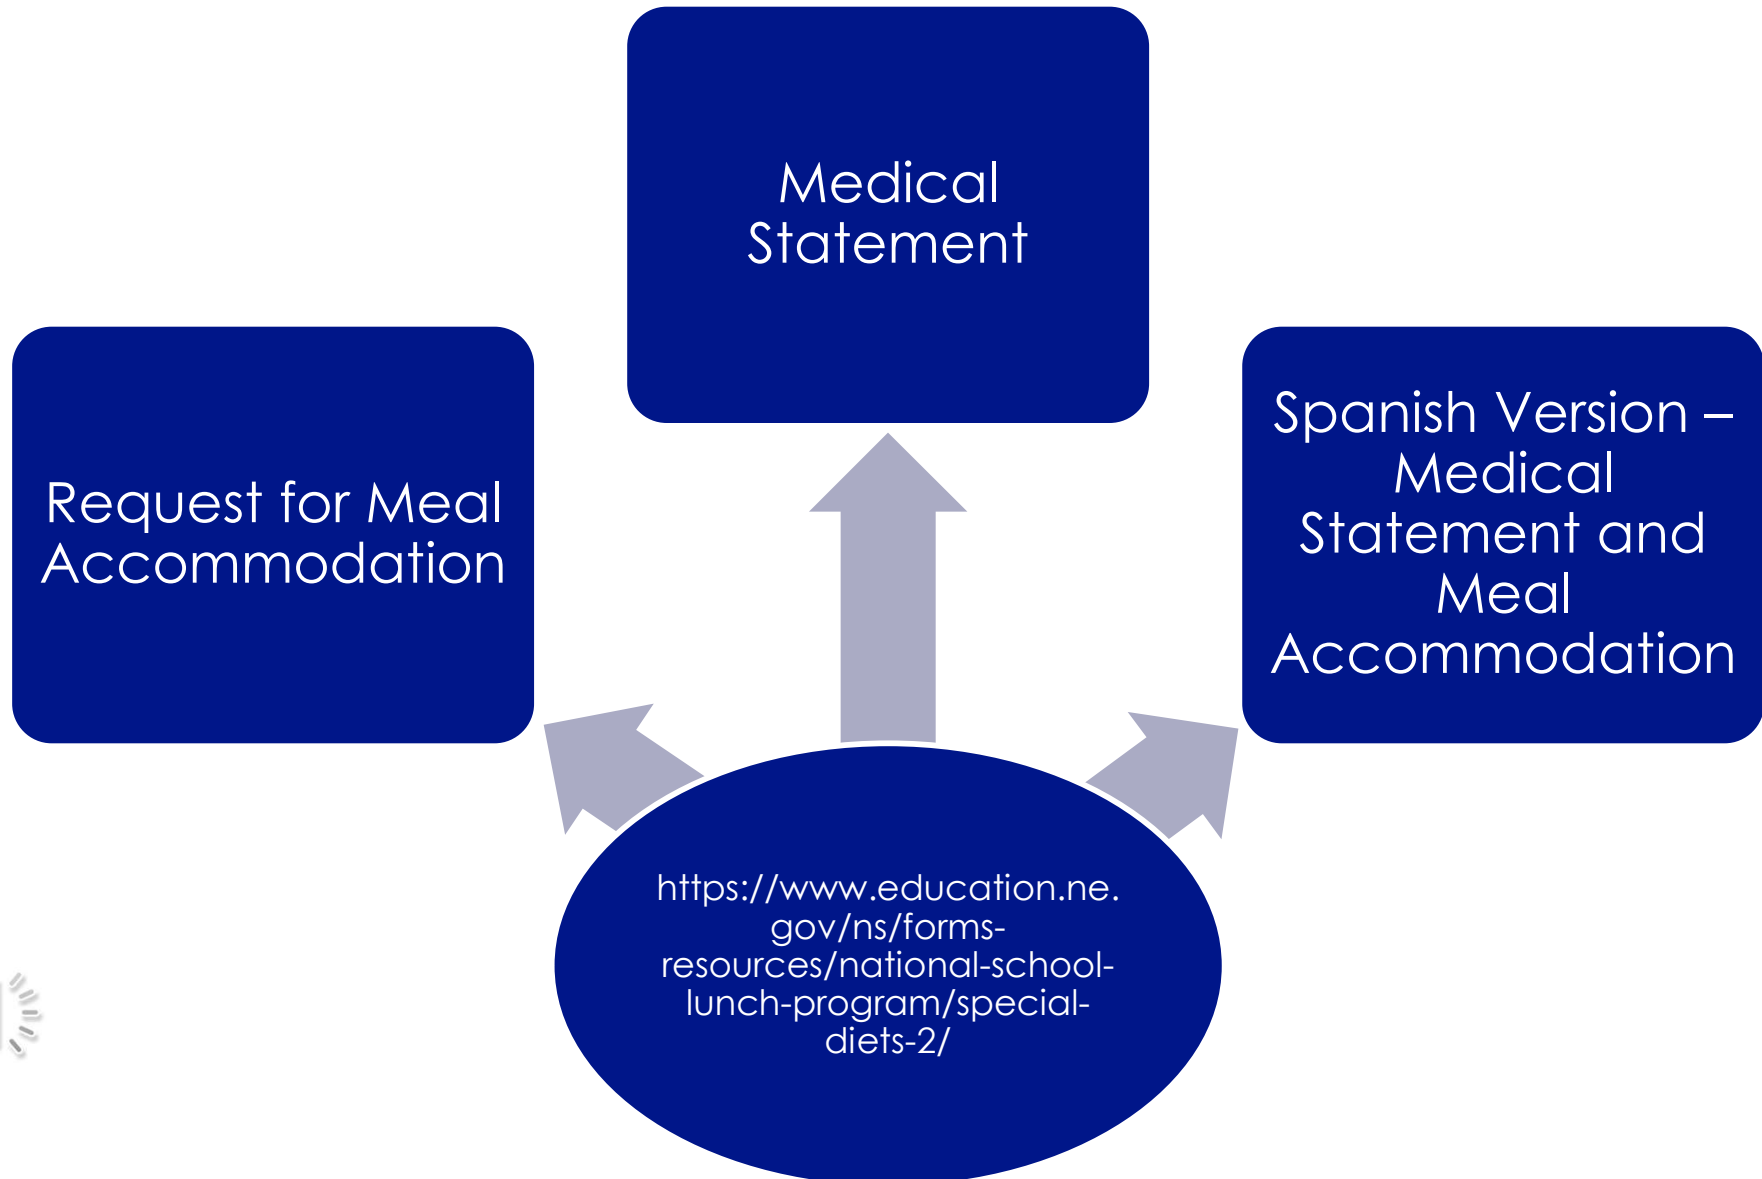 Medical
Statement
Request for Meal
Accommodation
Spanish Version –
Medical
Statement and
Meal
Accommodation
https://www.education.ne.
gov/ns/forms-
resources/national-school-
lunch-program/special-
diets-2/